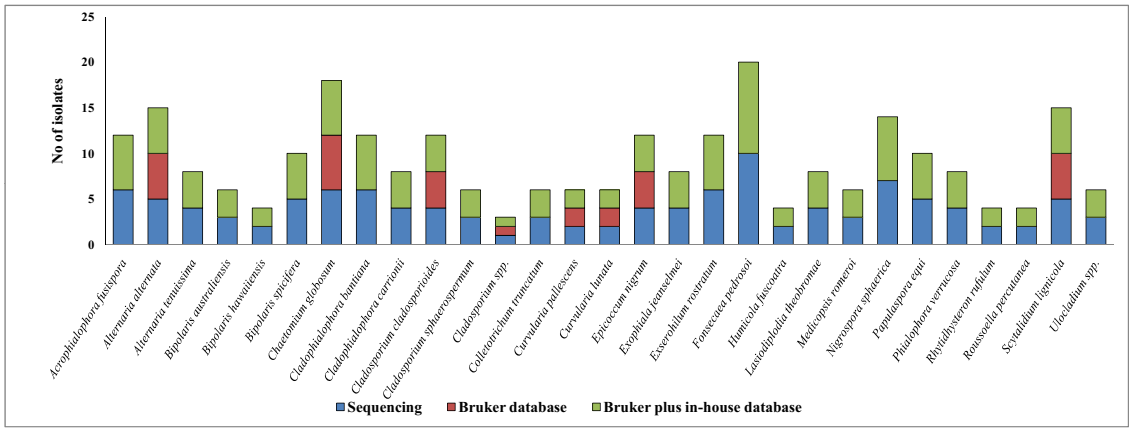 25
20
15
10
5
0
No of isolates
Acrophialophora fusispora
Alternaria alternata
Alternaria tenuissima
Bipolaris australiensis
Bipolaris hawaiiensis
Bipolaris spicifera
Chaetomium globosum
Cladophialophora bantiana
Cladophialophora carrionii
Cladosporium cladosporioides
Cladosporium sphaerospermum
Cladosporium spp.
Colletotrichum truncatum
Curvularia pallescens
Curvularia lunata
Epicoccum nigrum
Exophiala jeanselmei
Exserohilum rostratum
Fonsecaea pedrosoi
Humicola fuscoatra
Lasiodiplodia theobromae
Medicopsis romeroi
Nigrospora sphaerica
Papulaspora equi
Phialophora verrucosa
Rhytidhysteron rufulum
Roussoella percutanea
Scyalidium lignicola
Ulocladium spp.
Sequencing
Bruker database
Bruker plus in-house database